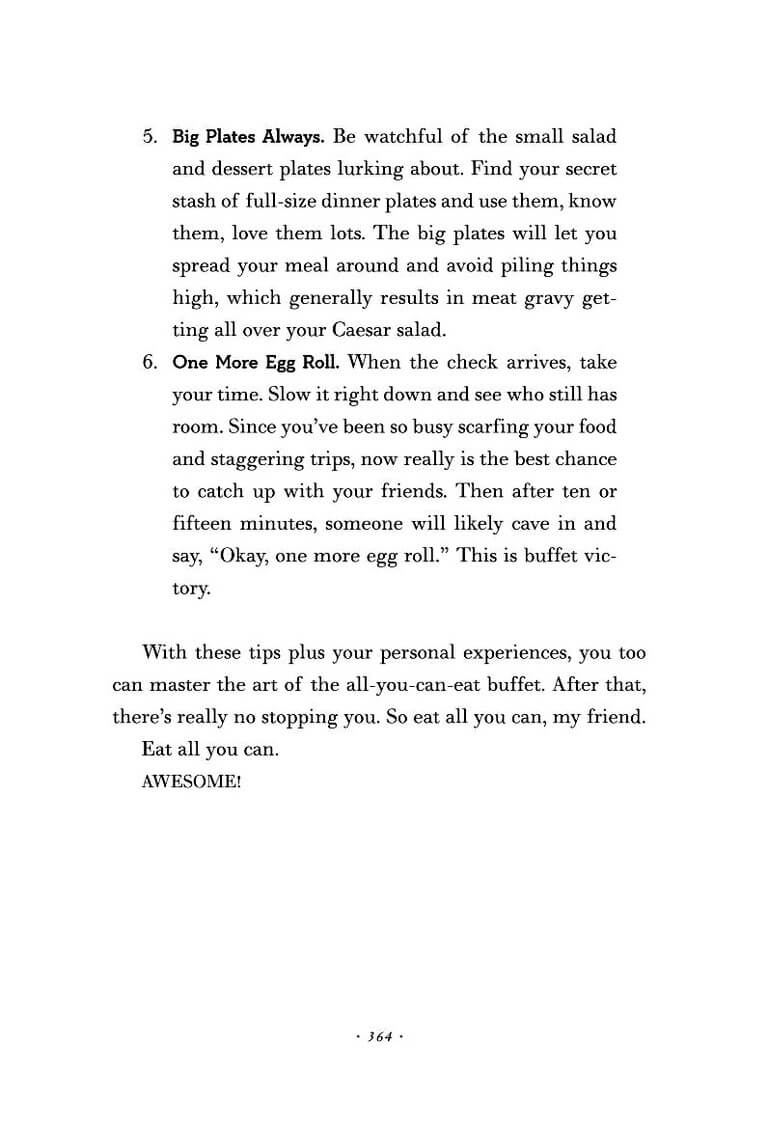 5. Big Plates Always. Be watchful of the small salad
and dessert plates lurking about. Find your secret
stash of full-size dinner plates and use them, know
them, love them lots. The big plates will let you
spread your meal around and avoid piling things
high, which generally results in meat gravy get-
ting all over your Caesar salad.
6. One More Egg Roll. When the check arrives, take
your time. Slow it right down and see who still has
room. Since you’ve been so busy scarfing your food
and staggering trips, now really is the best chance
to catch up with your friends. Then after ten or
fifteen minutes, someone will likely cave in and
say, “Okay, one more egg roll.” This is buffet vic-
tory.
With these tips plus your personal experiences, you too
can master the art of the all-you-can-eat buffet. After that,
there’s really no stopping you. So eat all you can, my friend.
Eat all you can.
AWESOME!
· 364 ·